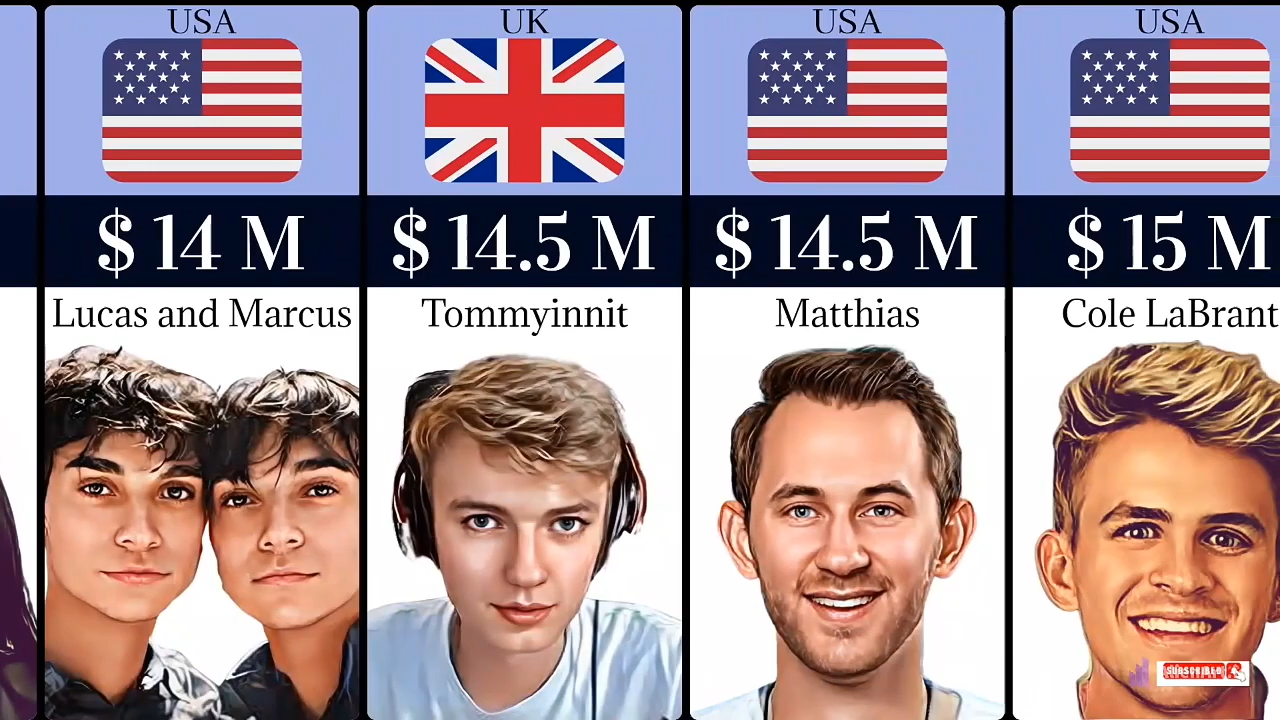 USA
$ 14 M
Lucas and Marcus
UK
$ 14.5 M
Tommyinnit
USA
$ 14.5 M
Matthias
USA
$ 15 M
Cole LaBrant